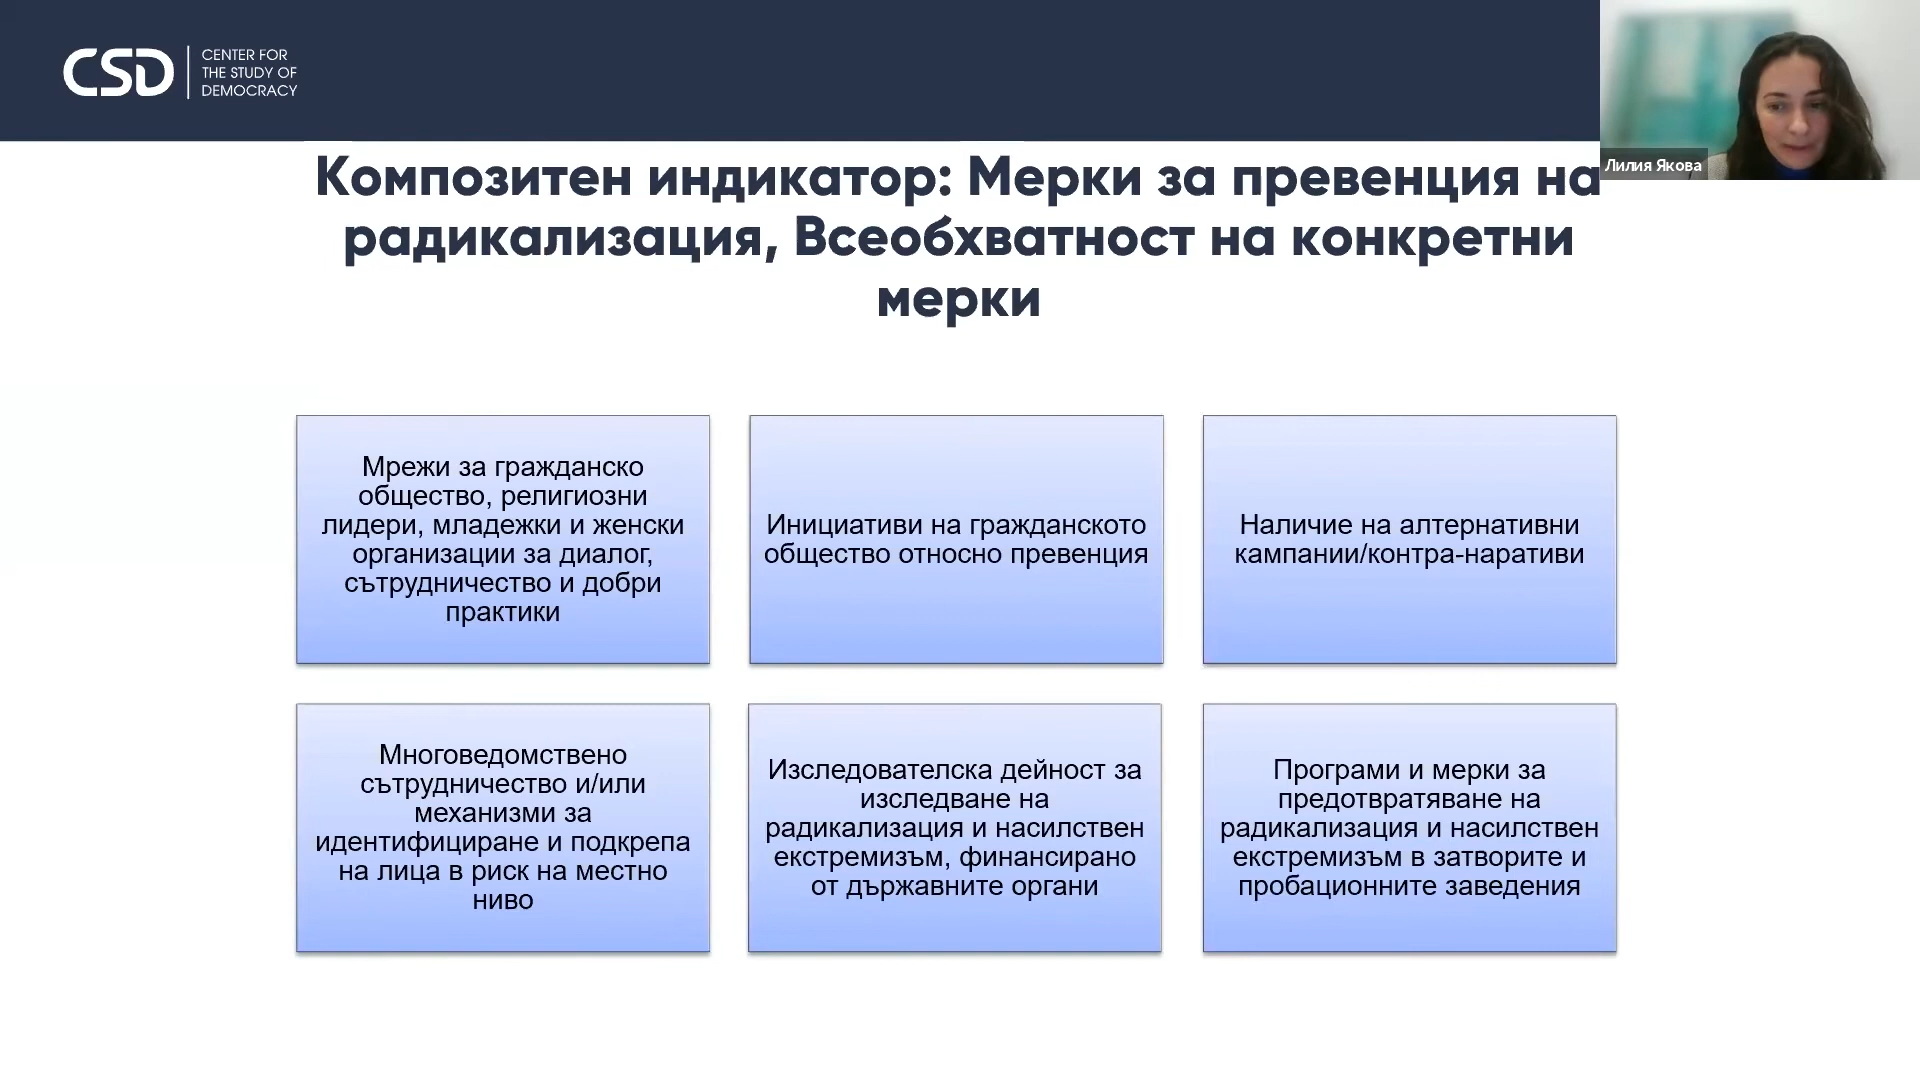 CSD
CENTER FOR
THE STUDY OF
DEMOCRACY
Лилия Якова
Композитен индикатор: Мерки за превенция на
радикализация, Всеобхватност на конкретни
мерки
Мрежи за гражданско
общество, религиозни
лидери, младежки и женски
организации за диалог,
сътрудничество и добри
практики
Инициативи на гражданското
общество относно превенция
Наличие на алтернативни
кампании/контра-наративи
Многоведомствено
сътрудничество и/или
механизми за
идентифициране и подкрепа
на лица в риск на местно
ниво
Изследователска дейност за
изследване на
радикализация и насилствен
екстремизъм, финансирано
от държавните органи
Програми и мерки за
предотвратяване на
радикализация и насилствен
екстремизъм в затворите и
пробационните заведения